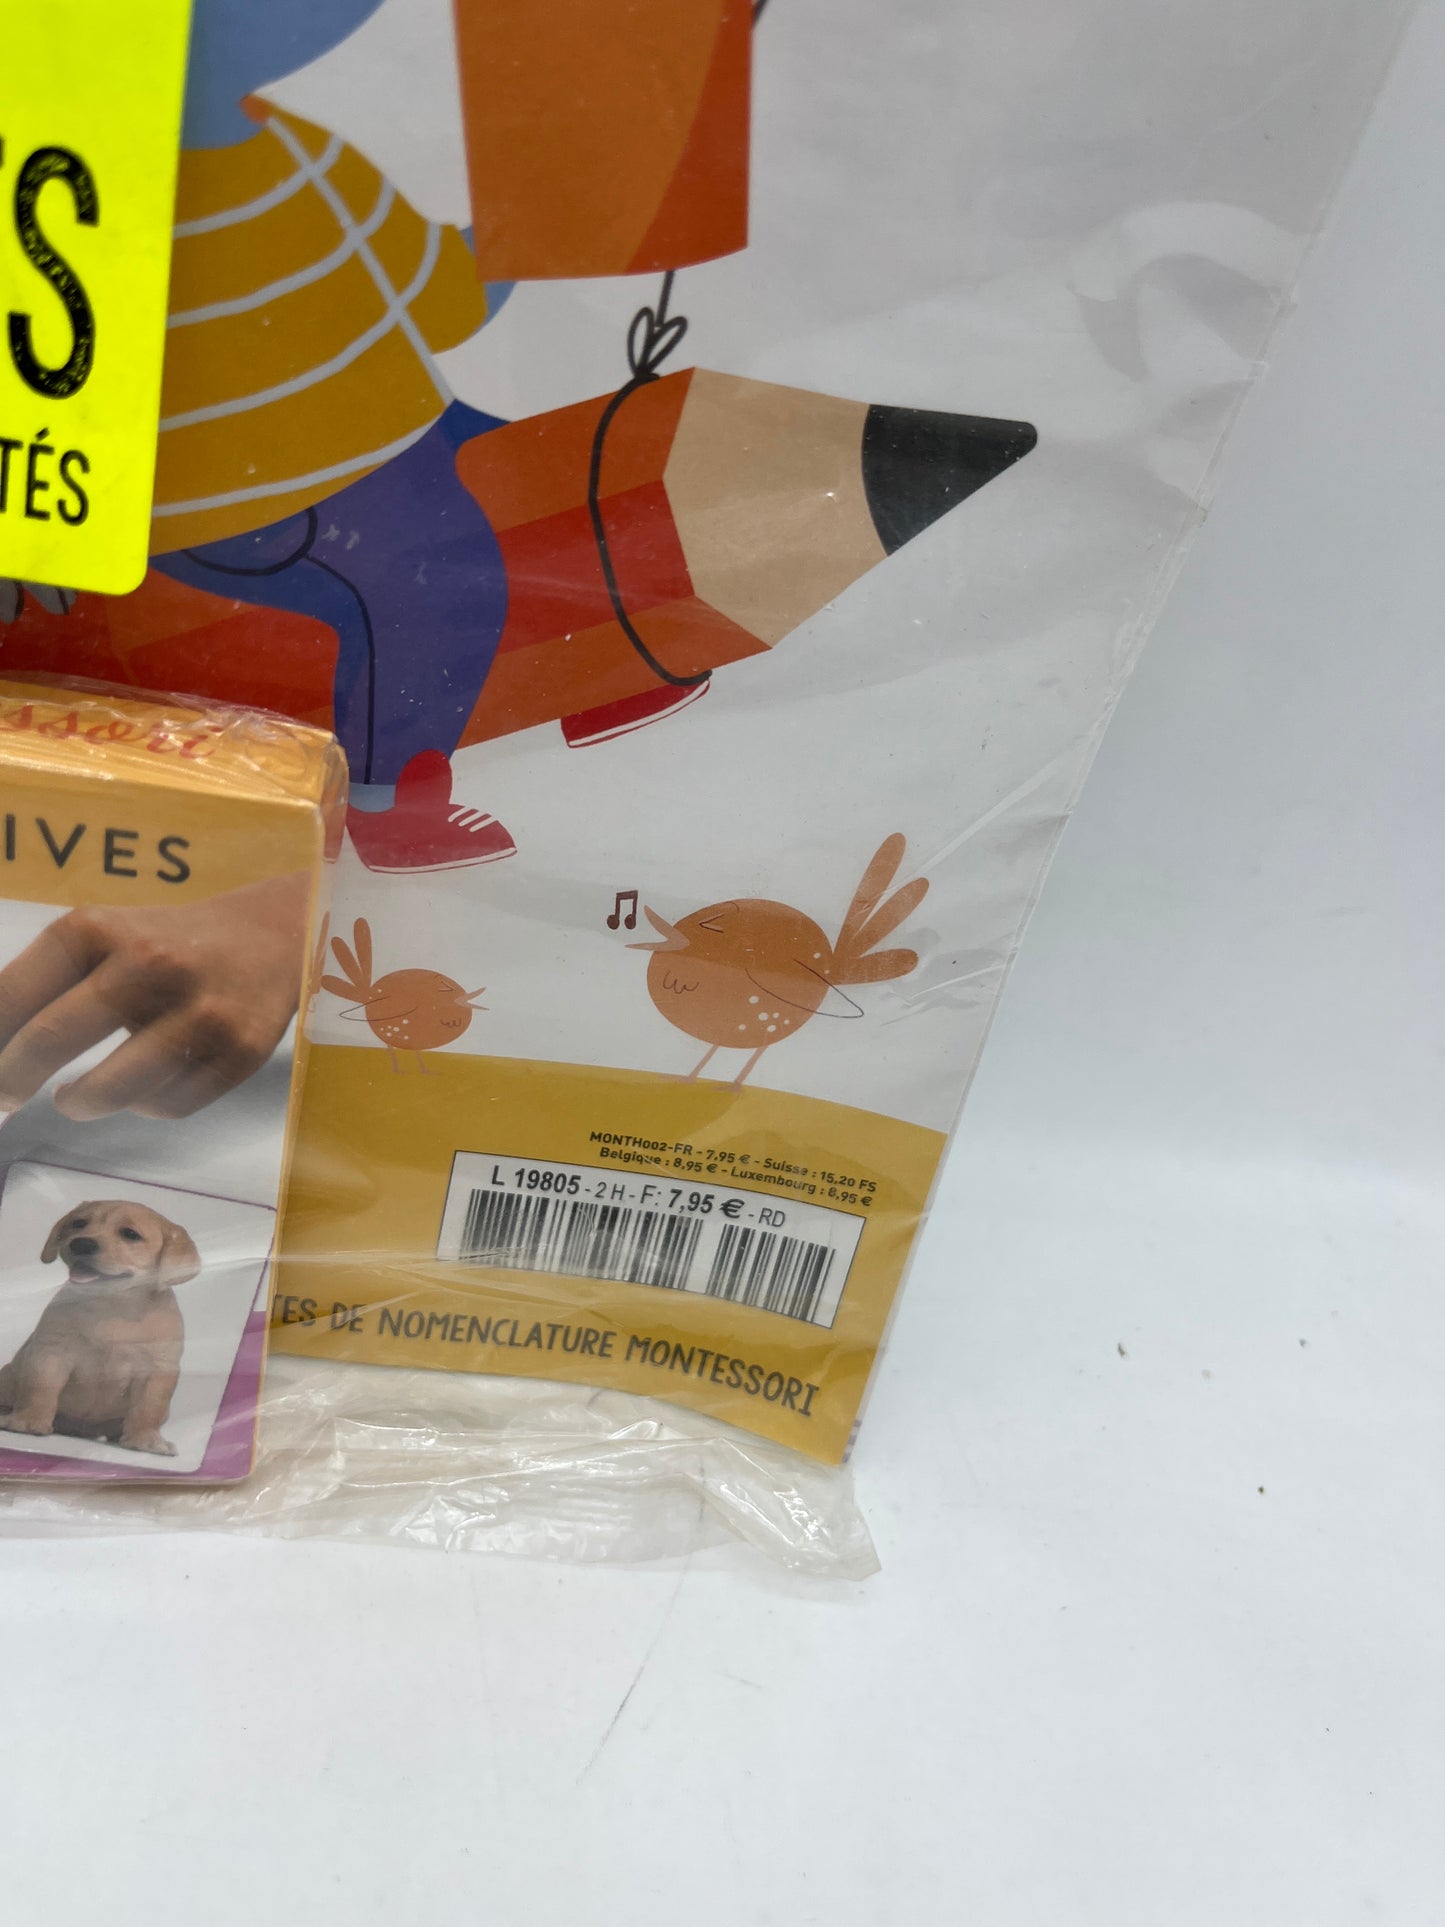 TÉS
IVES
MONTH002-FR - 7,95 € - Suisse : 15,20 FS
Belgique : 8,95 € - Luxembourg : 8,95 €
L 19805 - 2 H - F: 7,95 € - RD
TES DE NOMENCLATURE MONTESSORI